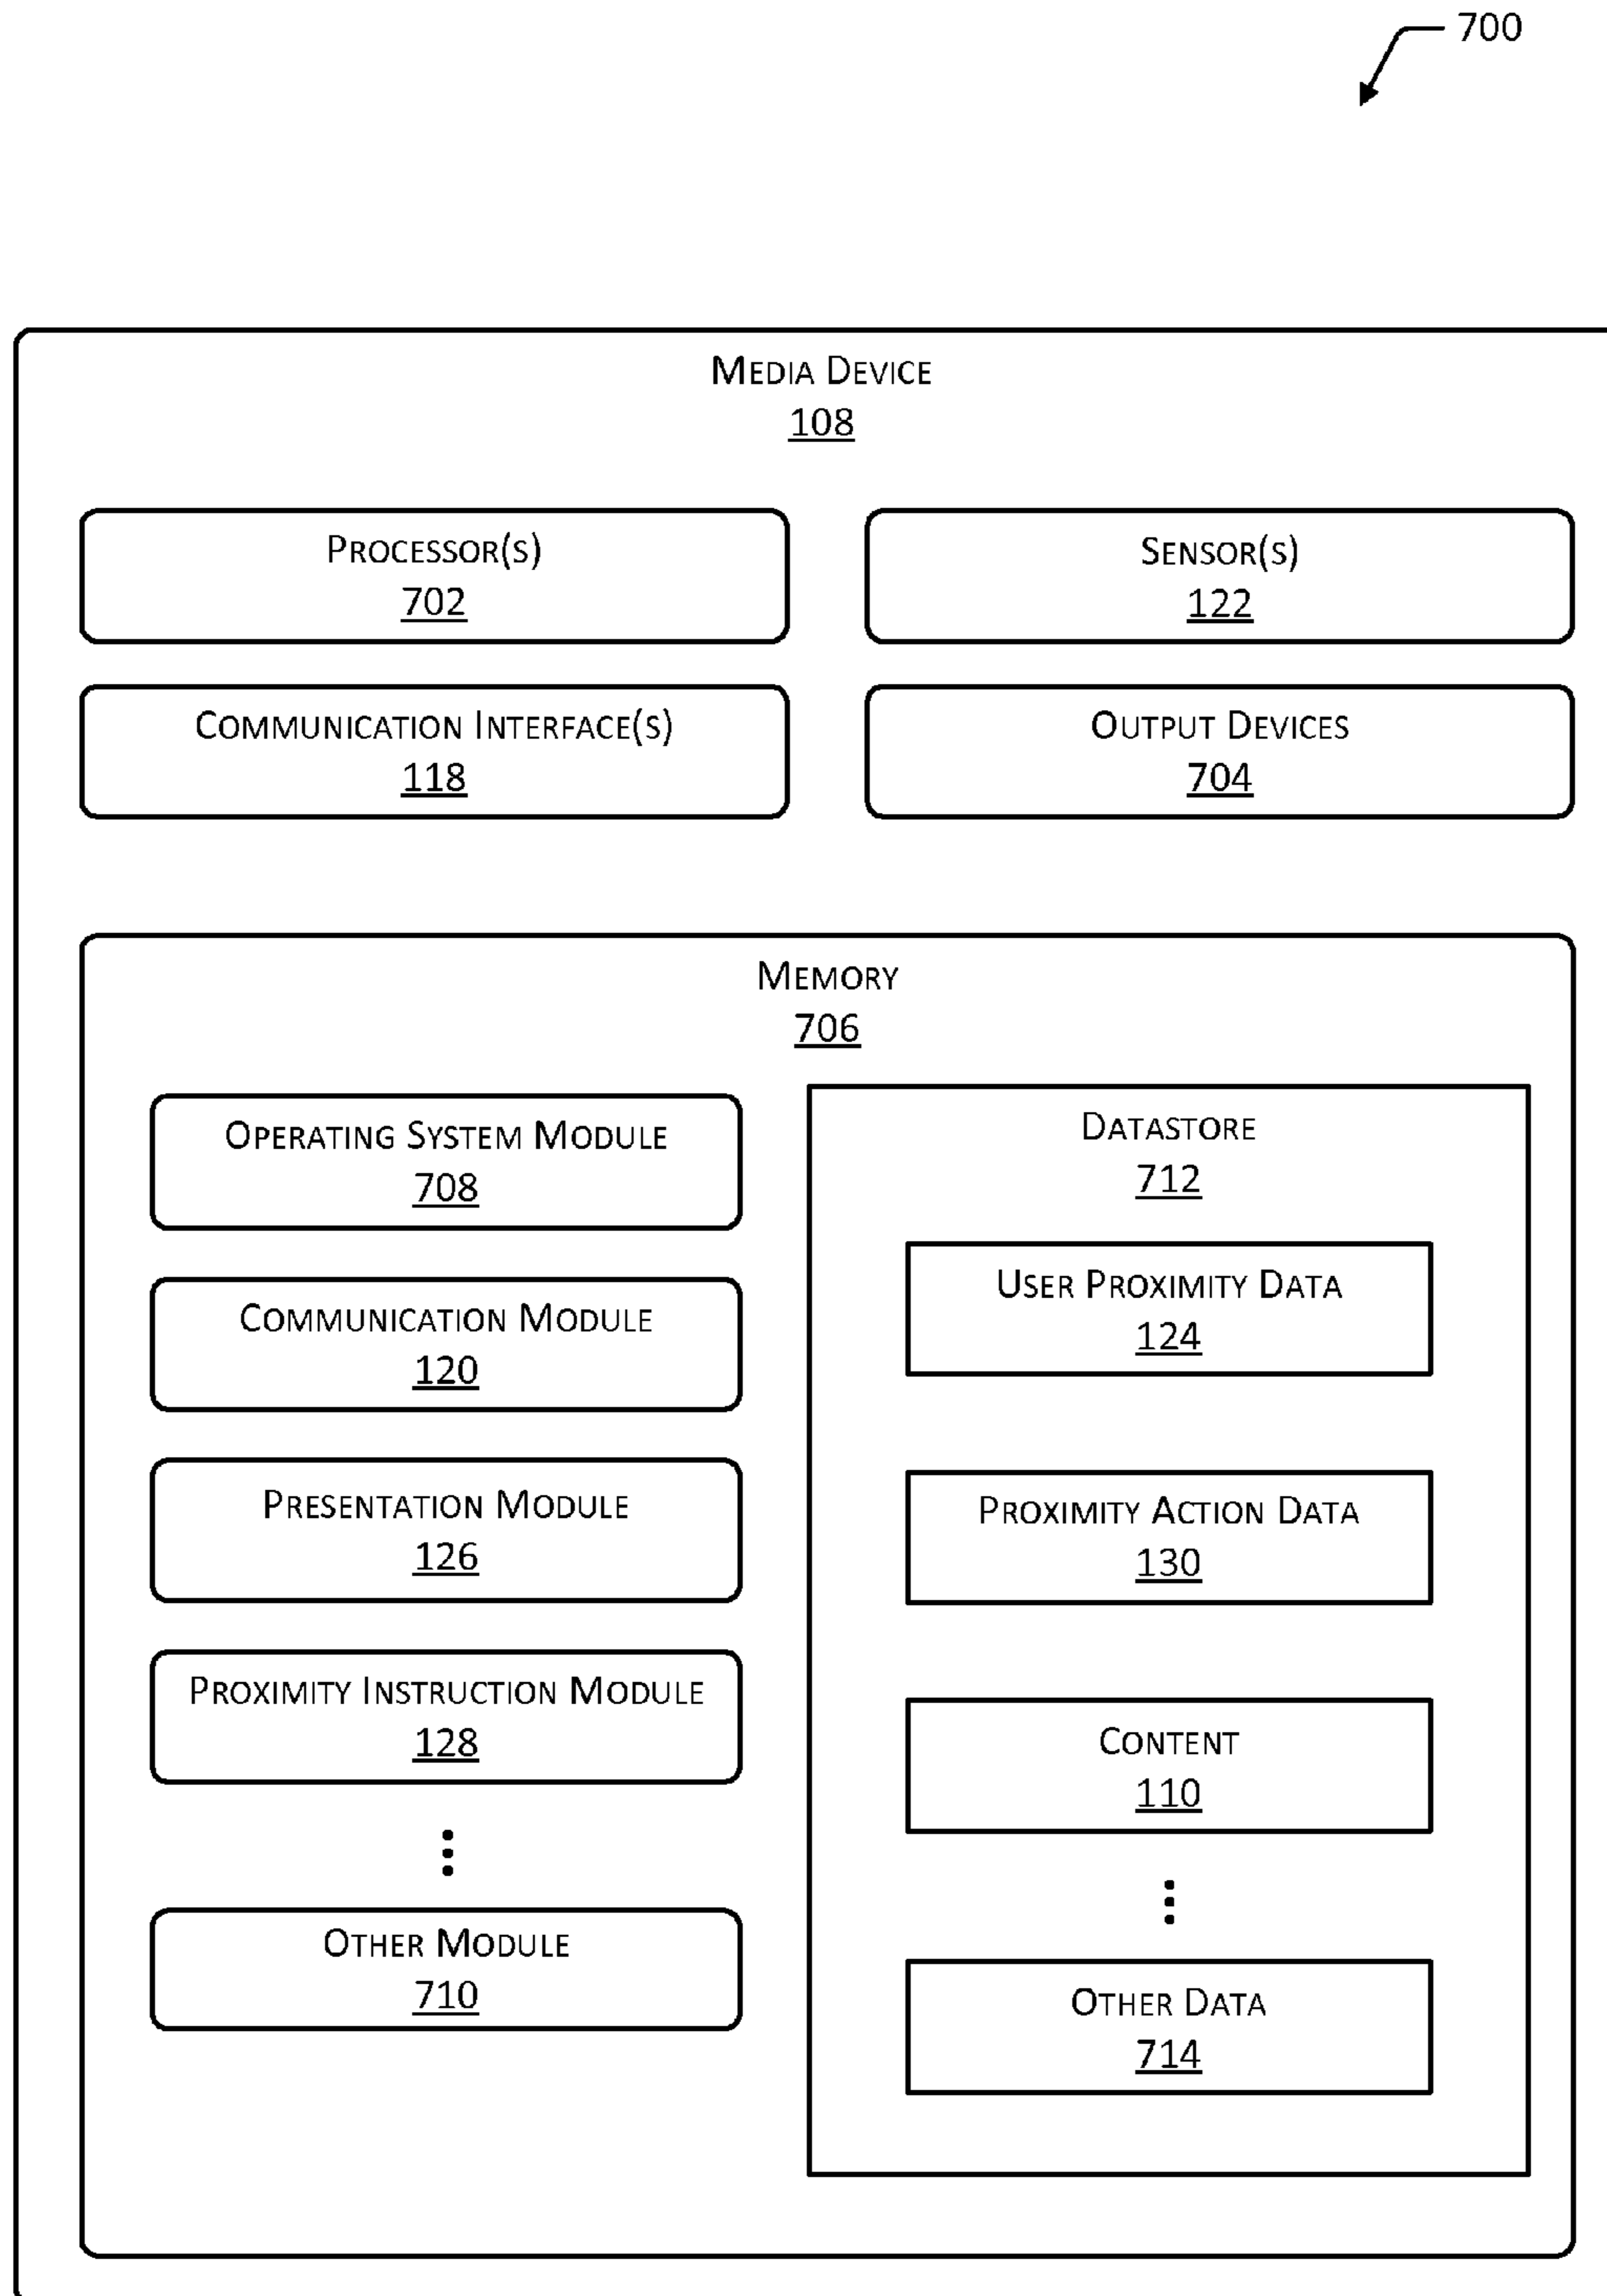 700
MEDIA DEVICE
108
PROCESSOR(S)
702
SENSOR(S)
122
COMMUNICATION INTERFACE(S)
118
OUTPUT DEVICES
704
MEMORY
706
OPERATING SYSTEM MODULE
708
COMMUNICATION MODULE
120
PRESENTATION MODULE
126
PROXIMITY INSTRUCTION MODULE
128
OTHER MODULE
710
DATASTORE
712
USER PROXIMITY DATA
124
PROXIMITY ACTION DATA
130
CONTENT
110
OTHER DATA
714